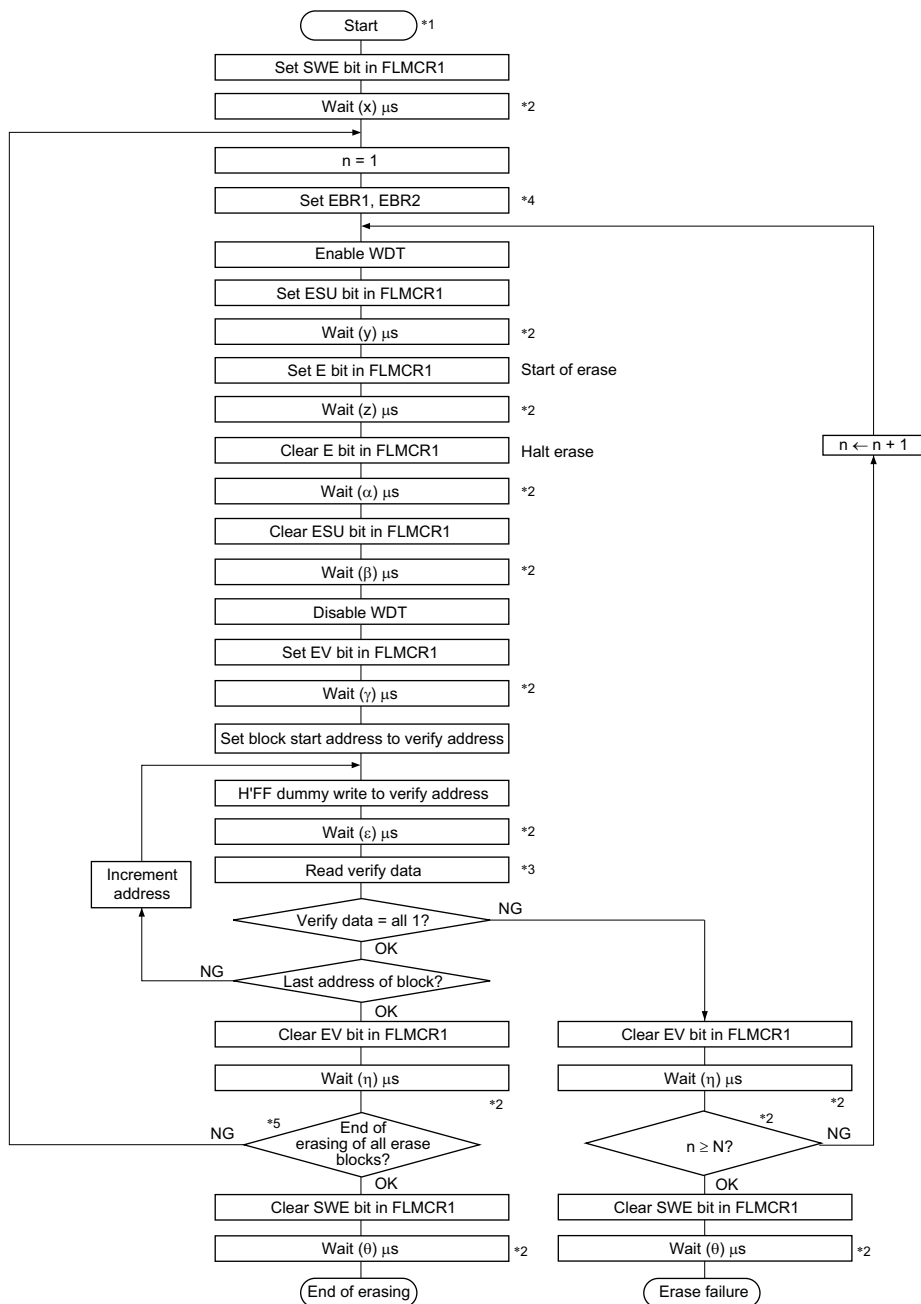 Start *1
Set SWE bit in FLMCR1
Wait (x) μs *2
n = 1
Set EBR1, EBR2 *4
Enable WDT
Set ESU bit in FLMCR1
Wait (y) μs *2
Set E bit in FLMCR1 Start of erase
Wait (z) μs *2
n ← n + 1
Clear E bit in FLMCR1 Halt erase
Wait (α) μs *2
Clear ESU bit in FLMCR1
Wait (β) μs *2
Disable WDT
Set EV bit in FLMCR1
Wait (γ) μs *2
Set block start address to verify address
H'FF dummy write to verify address
Wait (ε) μs *2
Read verify data *3
Increment
address
Verify data = all 1?
NG
OK
NG
Last address of block?
OK
Clear EV bit in FLMCR1
Wait (η) μs
*2
*5
NG
End of
erasing of all erase
blocks?
OK
Clear SWE bit in FLMCR1
Wait (θ) μs *2
End of erasing
Clear EV bit in FLMCR1
Wait (η) μs
*2
*2
n ≥ N?
NG
OK
Clear SWE bit in FLMCR1
Wait (θ) μs *2
Erase failure